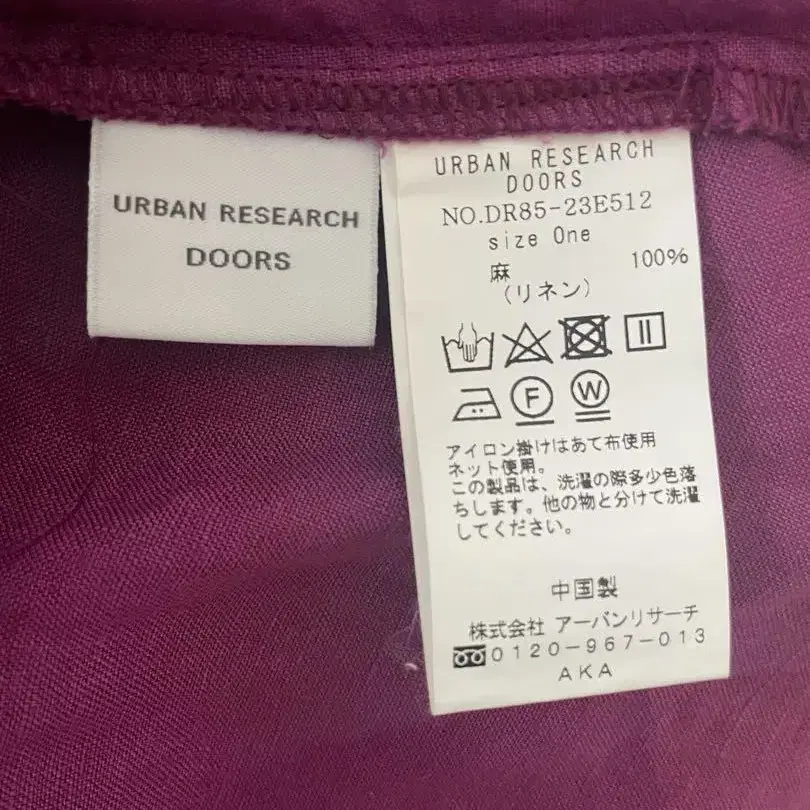 URBAN RESEARCH
DOORS
URBAN RESEARCH
DOORS
NO.DR85-23E512
size One
麻 100%
（リネン）
F W
アイロン掛けはあて布使用
ネット使用。
この製品は、洗濯の際多少色落
ちします。他の物と分けて洗濯
してください。
中国製
株式会社 アーバンリサーチ
0120-967-013
AKA